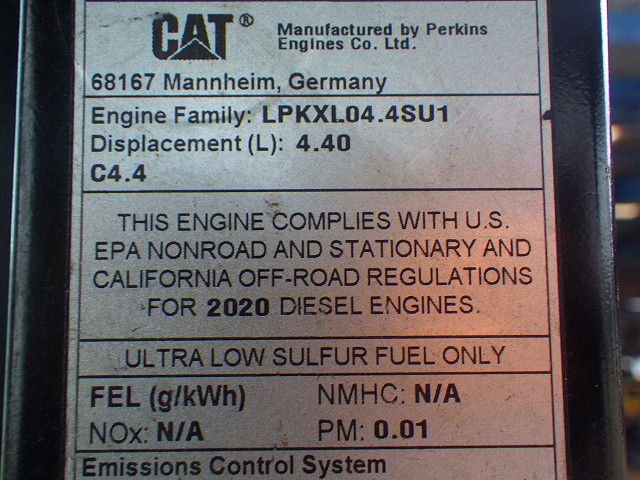 CAT® Manufactured by Perkins
Engines Co. Ltd.
68167 Mannheim, Germany
Engine Family: LPKXL04.4SU1
Displacement (L): 4.40
C4.4
THIS ENGINE COMPLIES WITH U.S.
EPA NONROAD AND STATIONARY AND
CALIFORNIA OFF-ROAD REGULATIONS
FOR 2020 DIESEL ENGINES.
ULTRA LOW SULFUR FUEL ONLY
FEL (g/kWh) NMHC: N/A
NOx: N/A PM: 0.01
Emissions Control System